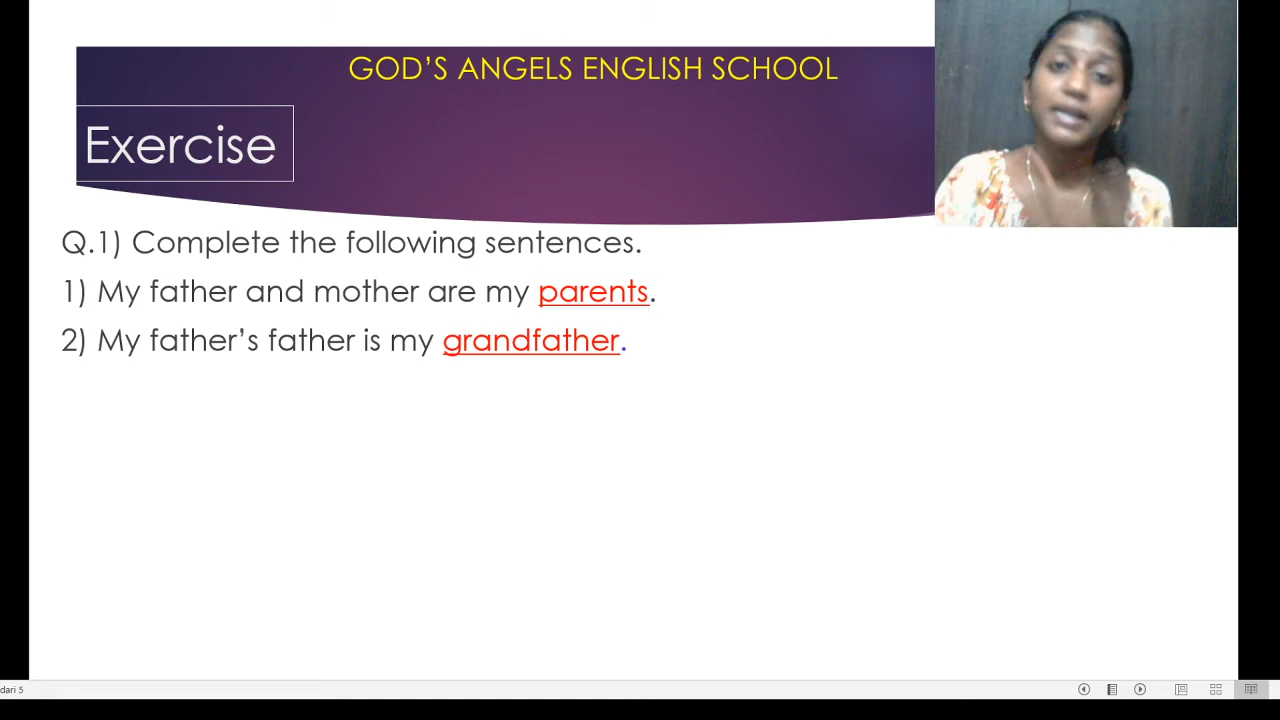 GOD’S ANGELS ENGLISH SCHOOL
Exercise
Q.1) Complete the following sentences.
1) My father and mother are my parents.
2) My father’s father is my grandfather.
dari 5